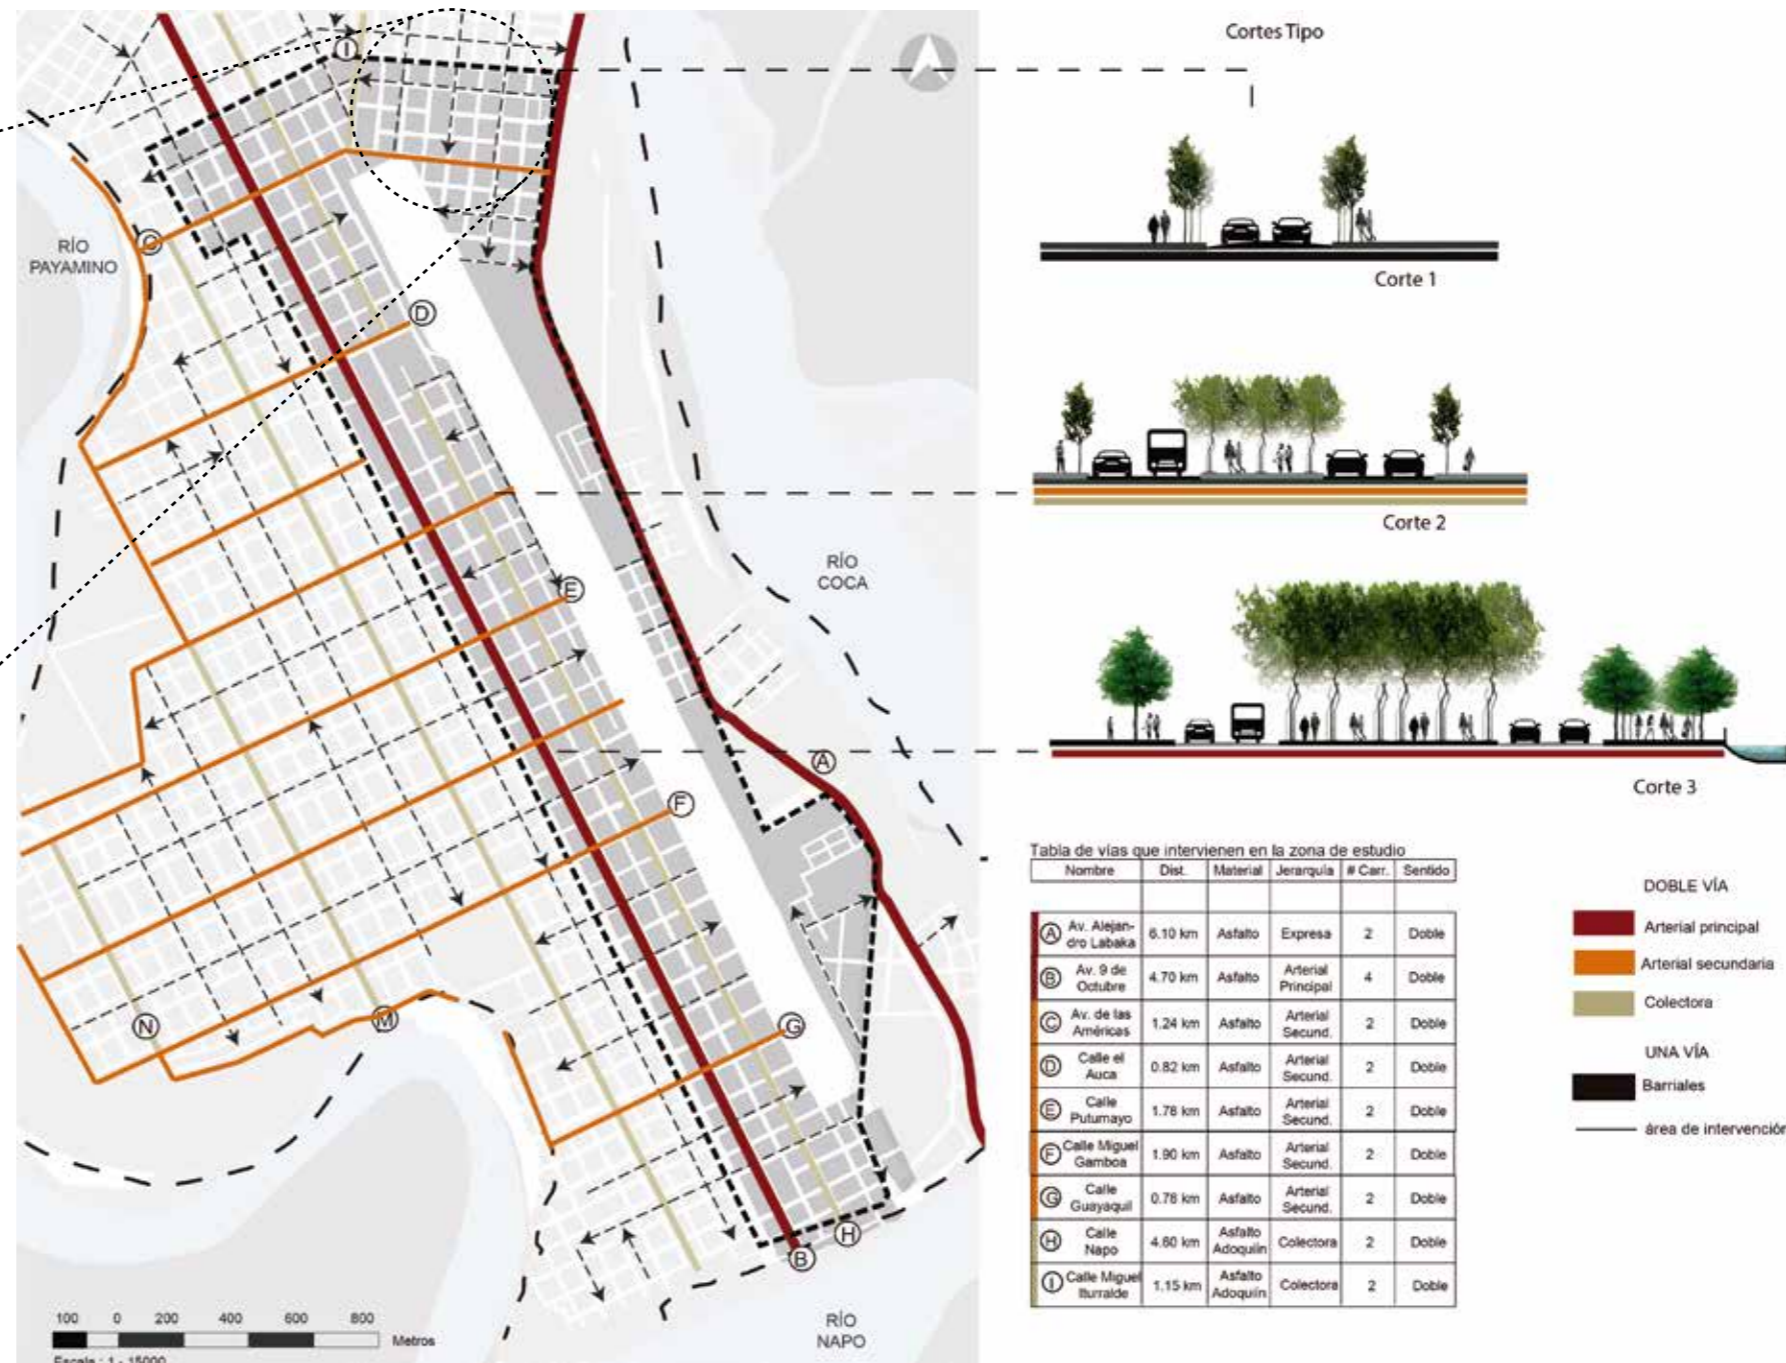 Cortes Tipo
I
RÍO
PAYAMINO
C
D
E
RÍO
COCA
A
F
G
N
M
H
B
RÍO
NAPO
100 0 200 400 600 800
Metros
Escala : 1 - 15000
Corte 1
Corte 2
Corte 3
Tabla de vías que intervienen en la zona de estudio
Nombre Dist. Material Jerarquía # Carr. Sentido
A Av. Alejan-
dro Labaka 6.10 km Asfalto Expresa 2 Doble
B Av. 9 de
Octubre 4.70 km Asfalto Arterial
Principal 4 Doble
C Av. de las
Américas 1.24 km Asfalto Arterial
Secund. 2 Doble
D Calle el
Auca 0.82 km Asfalto Arterial
Secund. 2 Doble
E Calle
Putumayo 1.78 km Asfalto Arterial
Secund. 2 Doble
F Calle Miguel
Gamboa 1.90 km Asfalto Arterial
Secund. 2 Doble
G Calle
Guayaquil 0.78 km Asfalto Arterial
Secund. 2 Doble
H Calle
Napo 4.60 km Asfalto
Adoquín Colectora 2 Doble
I Calle Miguel
Iturralde 1.15 km Asfalto
Adoquín Colectora 2 Doble
DOBLE VÍA
Arterial principal
Arterial secundaria
Colectora
UNA VÍA
Barriales
área de intervención